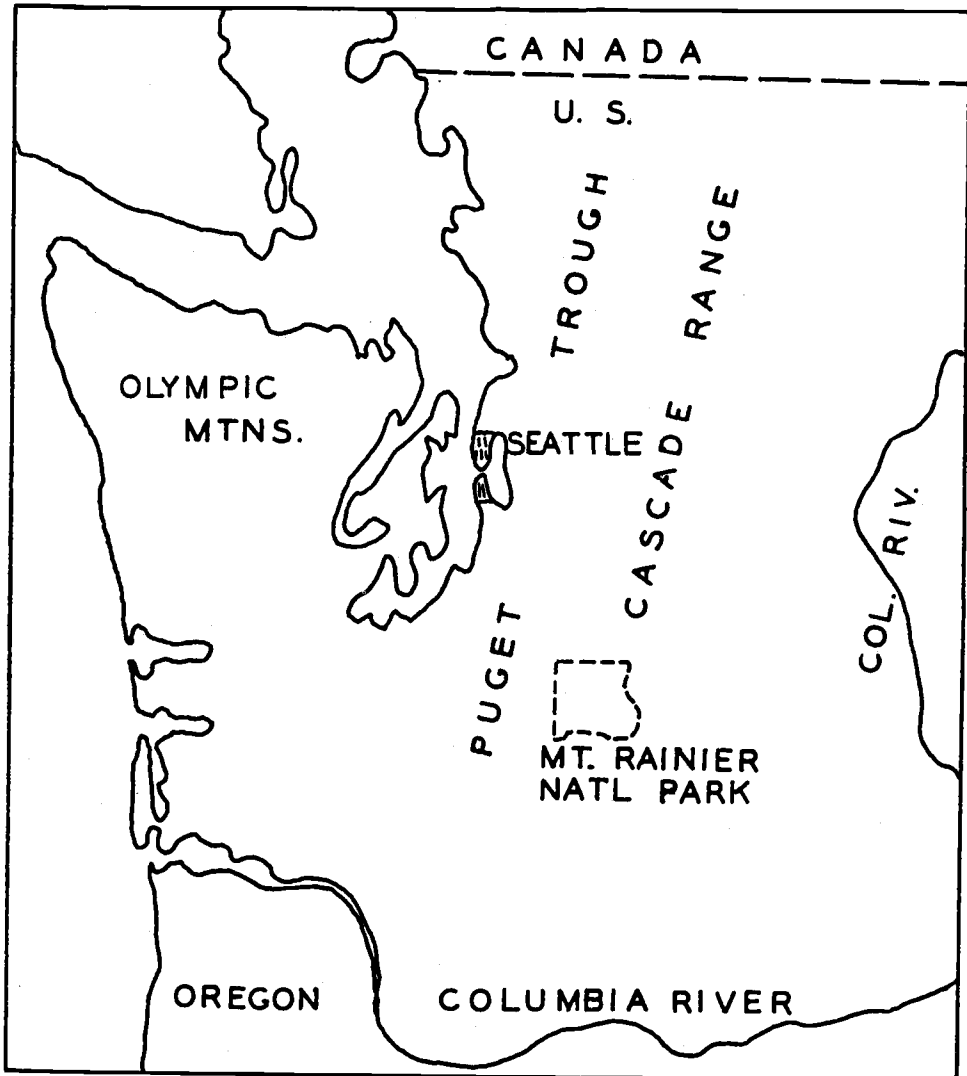 CANADA
U. S.
PUGET TROUGH
CASCADE RANGE
OLYMPIC
MTNS.
SEATTLE
COL. RIV.
MT. RAINIER
NATL PARK
OREGON
COLUMBIA RIVER